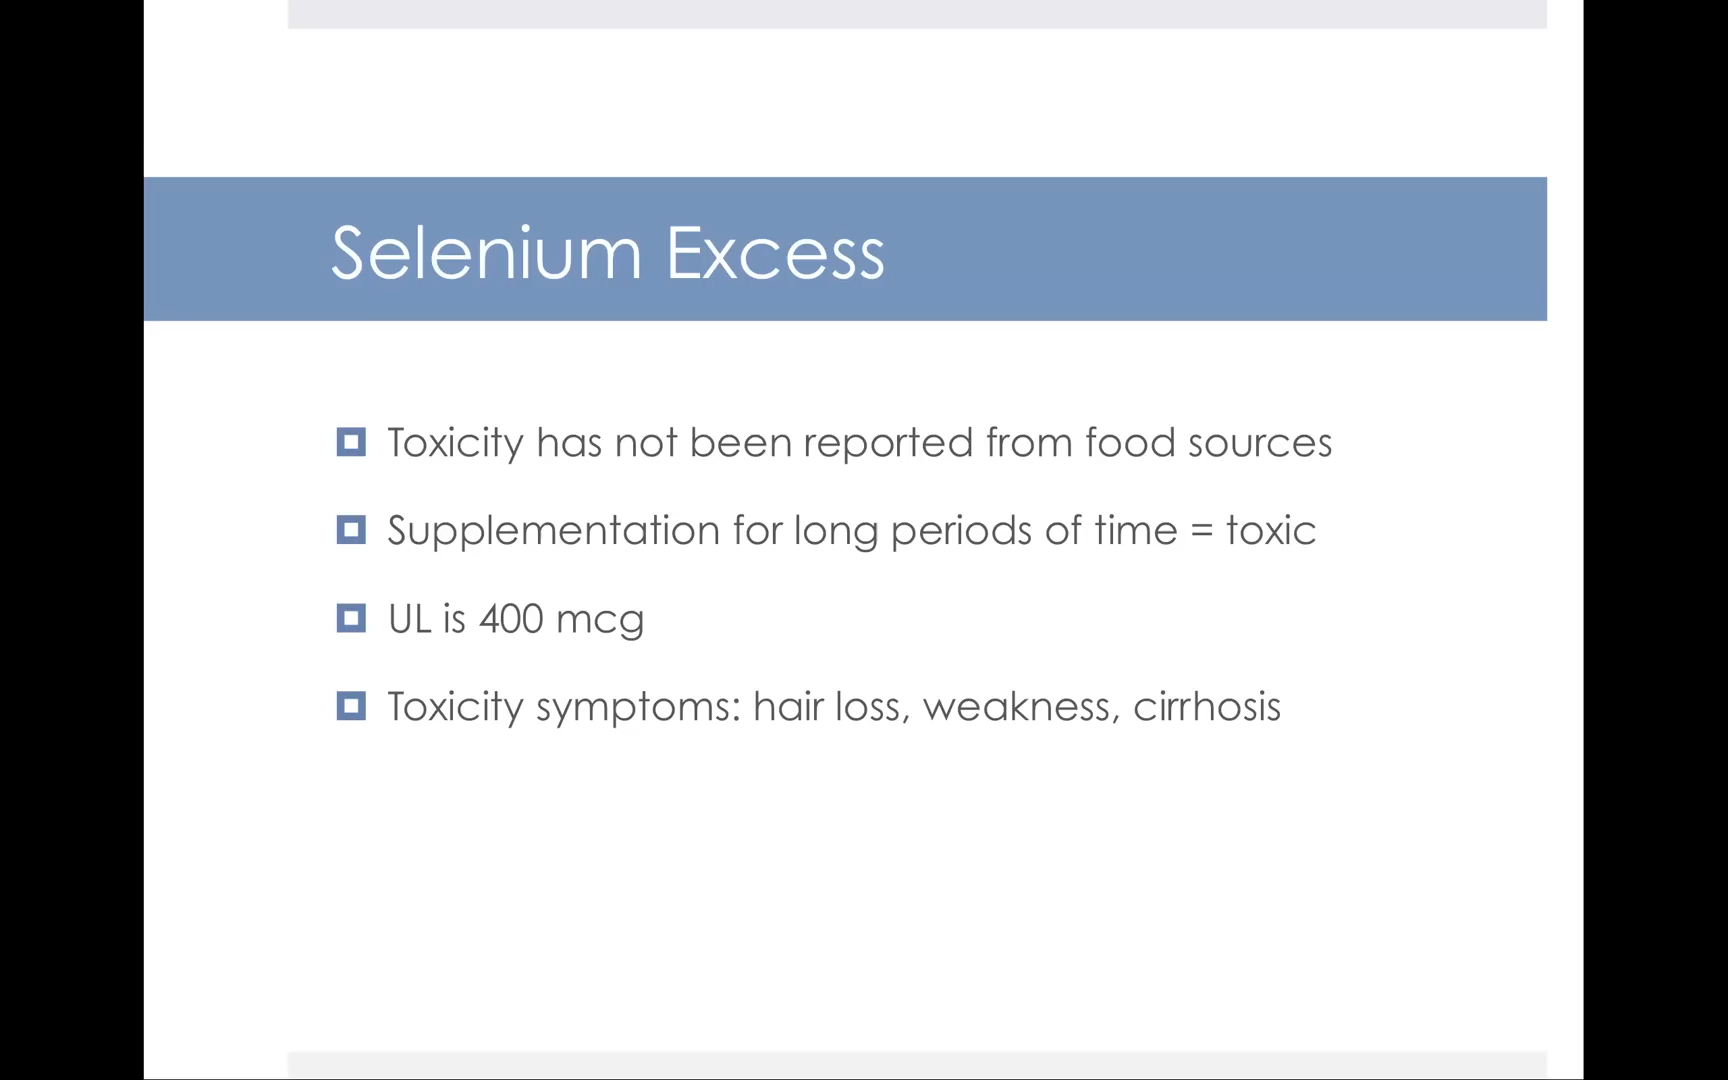 Selenium Excess
Toxicity has not been reported from food sources
Supplementation for long periods of time = toxic
UL is 400 mcg
Toxicity symptoms: hair loss, weakness, cirrhosis